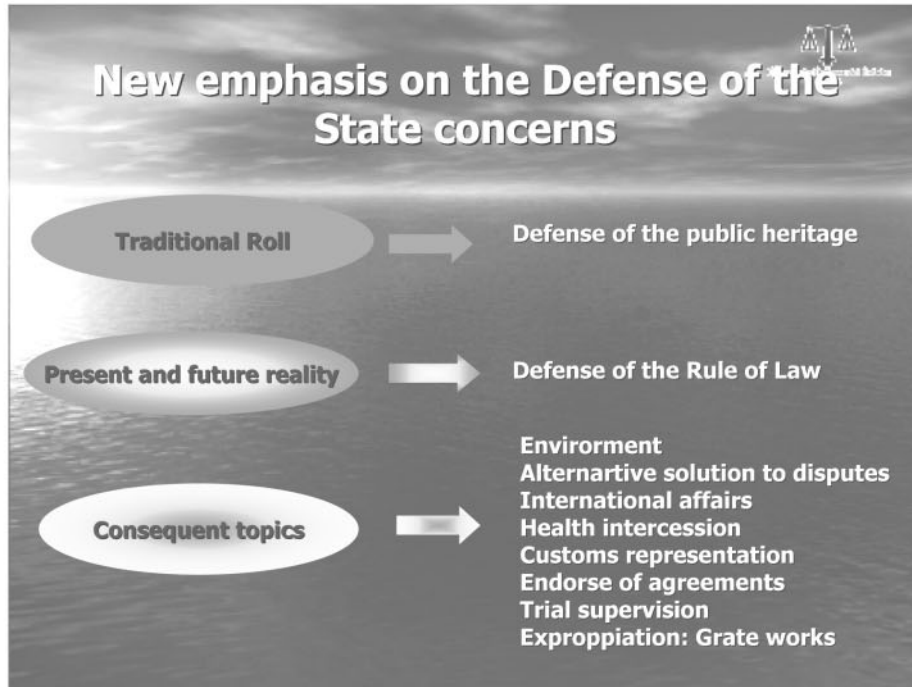 New emphasis on the Defense of the
State concerns
Traditional Roll
Defense of the public heritage
Present and future reality
Defense of the Rule of Law
Consequent topics
Envirorment
Alternartive solution to disputes
International affairs
Health intercession
Customs representation
Endorse of agreements
Trial supervision
Exproppiation: Grate works